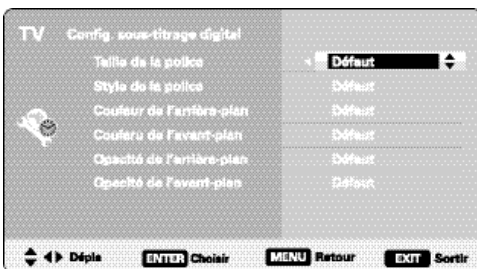 TV Config. sous-titrage digital
Taille de la police Défaut
Style de la police Défaut
Couleur de l'arrière-plan Défaut
Couleru de l'avant-plan Défaut
Opacité de l'arrière-plan Défaut
Opacité de l'avant-plan Défaut
Dépla ENTER Choisir MENU Retour EXIT Sortir